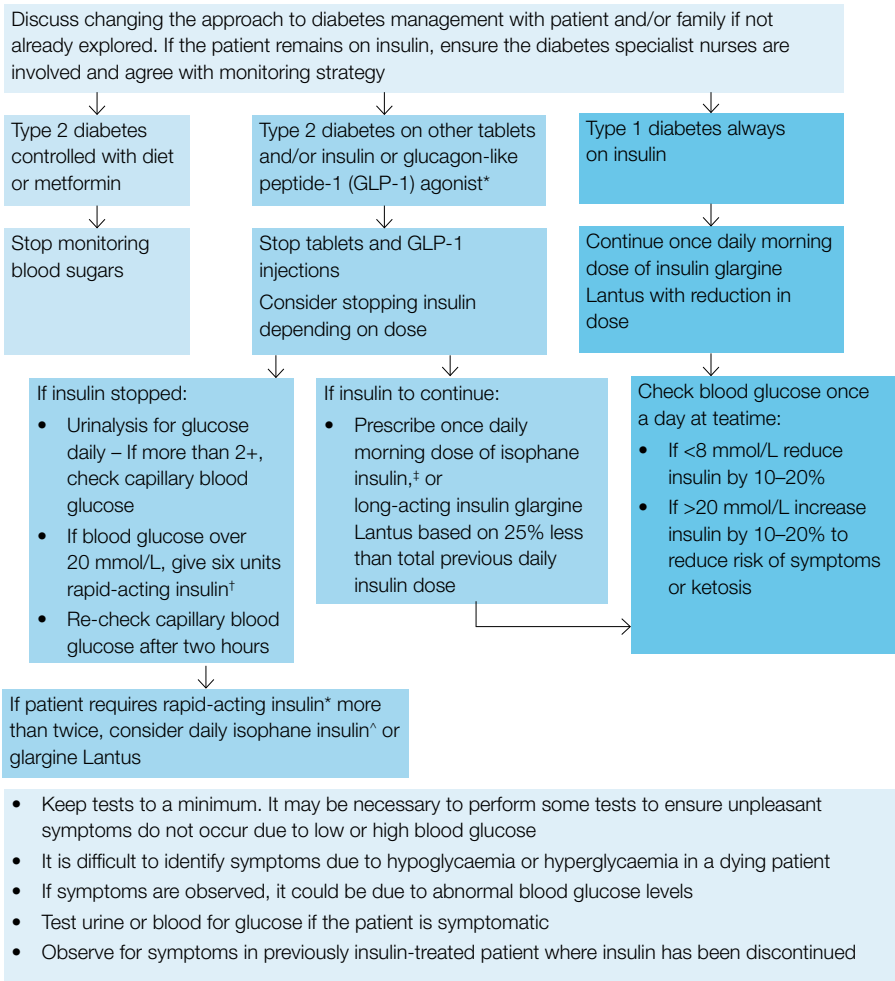 Discuss changing the approach to diabetes management with patient and/or family if not
already explored. If the patient remains on insulin, ensure the diabetes specialist nurses are
involved and agree with monitoring strategy
Type 2 diabetes
controlled with diet
or metformin
Stop monitoring
blood sugars
Type 2 diabetes on other tablets
and/or insulin or glucagon-like
peptide-1 (GLP-1) agonist*
Stop tablets and GLP-1
injections
Consider stopping insulin
depending on dose
Type 1 diabetes always
on insulin
Continue once daily morning
dose of insulin glargine
Lantus with reduction in
dose
If insulin stopped:
• Urinalysis for glucose
daily – If more than 2+,
check capillary blood
glucose
• If blood glucose over
20 mmol/L, give six units
rapid-acting insulin†
• Re-check capillary blood
glucose after two hours
If insulin to continue:
• Prescribe once daily
morning dose of isophane
insulin,‡ or
long-acting insulin glargine
Lantus based on 25% less
than total previous daily
insulin dose
Check blood glucose once
a day at teatime:
• If <8 mmol/L reduce
insulin by 10–20%
• If >20 mmol/L increase
insulin by 10–20% to
reduce risk of symptoms
or ketosis
If patient requires rapid-acting insulin* more
than twice, consider daily isophane insulin^ or
glargine Lantus
• Keep tests to a minimum. It may be necessary to perform some tests to ensure unpleasant
symptoms do not occur due to low or high blood glucose
• It is difficult to identify symptoms due to hypoglycaemia or hyperglycaemia in a dying patient
• If symptoms are observed, it could be due to abnormal blood glucose levels
• Test urine or blood for glucose if the patient is symptomatic
• Observe for symptoms in previously insulin-treated patient where insulin has been discontinued